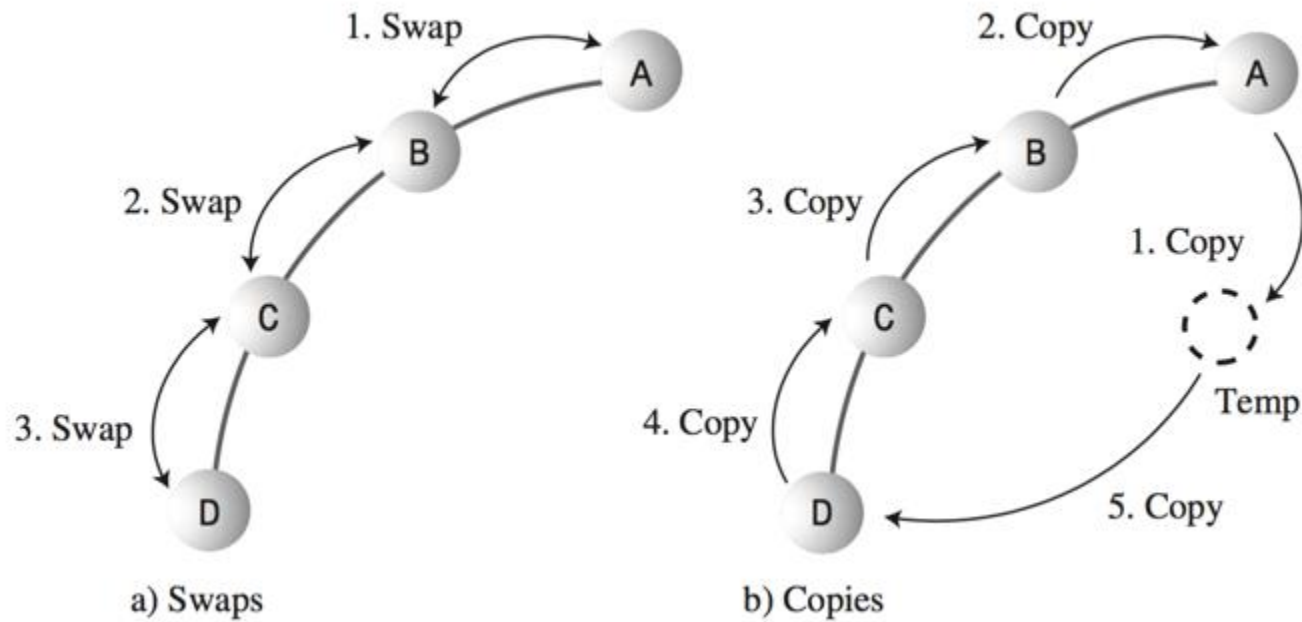 1. Swap
A
B
2. Swap
C
3. Swap
D
a) Swaps
2. Copy
A
B
3. Copy
1. Copy
C
Temp
4. Copy
D
5. Copy
b) Copies